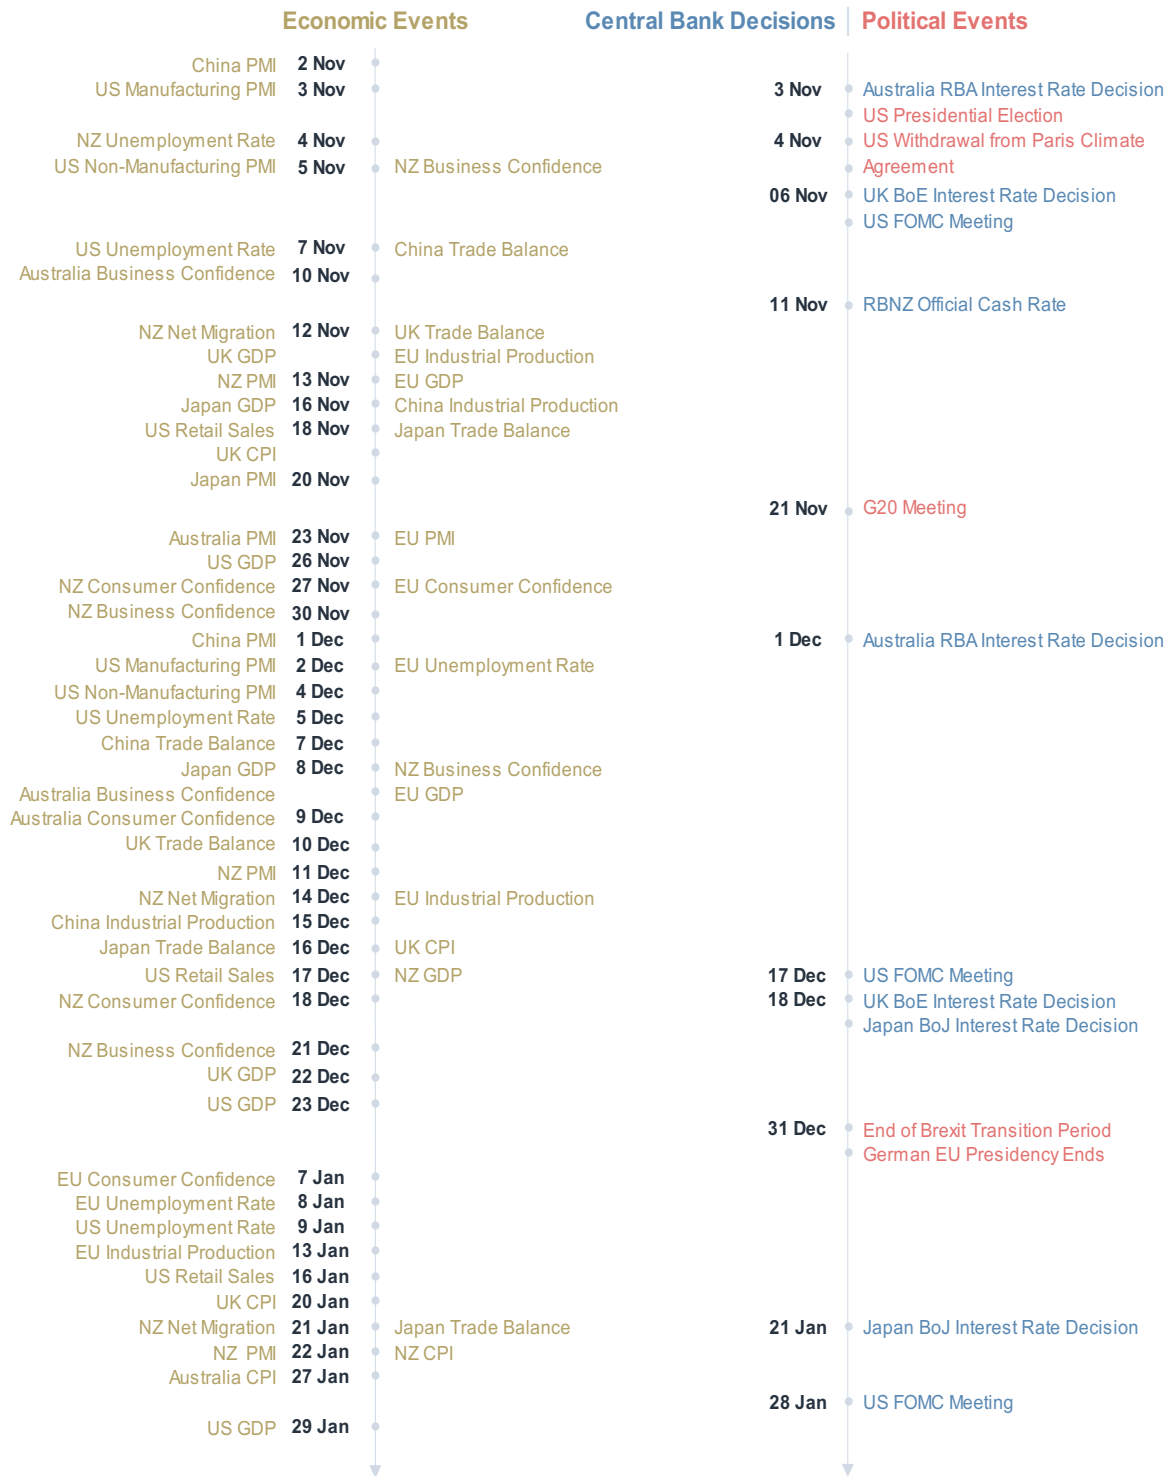 Economic Events Central Bank Decisions Political Events
China PMI 2 Nov
US Manufacturing PMI 3 Nov 3 Nov Australia RBA Interest Rate Decision
US Presidential Election
NZ Unemployment Rate 4 Nov 4 Nov US Withdrawal from Paris Climate
US Non-Manufacturing PMI 5 Nov NZ Business Confidence Agreement
06 Nov UK BoE Interest Rate Decision
US FOMC Meeting
US Unemployment Rate 7 Nov China Trade Balance
Australia Business Confidence 10 Nov
11 Nov RBNZ Official Cash Rate
NZ Net Migration 12 Nov UK Trade Balance
UK GDP EU Industrial Production
NZ PMI 13 Nov EU GDP
Japan GDP 16 Nov China Industrial Production
US Retail Sales 18 Nov Japan Trade Balance
UK CPI
Japan PMI 20 Nov
21 Nov G20 Meeting
Australia PMI 23 Nov EU PMI
US GDP 26 Nov
NZ Consumer Confidence 27 Nov EU Consumer Confidence
NZ Business Confidence 30 Nov
China PMI 1 Dec 1 Dec Australia RBA Interest Rate Decision
US Manufacturing PMI 2 Dec EU Unemployment Rate
US Non-Manufacturing PMI 4 Dec
US Unemployment Rate 5 Dec
China Trade Balance 7 Dec
Japan GDP 8 Dec NZ Business Confidence
Australia Business Confidence EU GDP
Australia Consumer Confidence 9 Dec
UK Trade Balance 10 Dec
NZ PMI 11 Dec
NZ Net Migration 14 Dec EU Industrial Production
China Industrial Production 15 Dec
Japan Trade Balance 16 Dec UK CPI
US Retail Sales 17 Dec NZ GDP 17 Dec US FOMC Meeting
NZ Consumer Confidence 18 Dec 18 Dec UK BoE Interest Rate Decision
Japan BoJ Interest Rate Decision
NZ Business Confidence 21 Dec
UK GDP 22 Dec
US GDP 23 Dec
31 Dec End of Brexit Transition Period
German EU Presidency Ends
EU Consumer Confidence 7 Jan
EU Unemployment Rate 8 Jan
US Unemployment Rate 9 Jan
EU Industrial Production 13 Jan
US Retail Sales 16 Jan
UK CPI 20 Jan
NZ Net Migration 21 Jan Japan Trade Balance 21 Jan Japan BoJ Interest Rate Decision
NZ PMI 22 Jan NZ CPI
Australia CPI 27 Jan
28 Jan US FOMC Meeting
US GDP 29 Jan